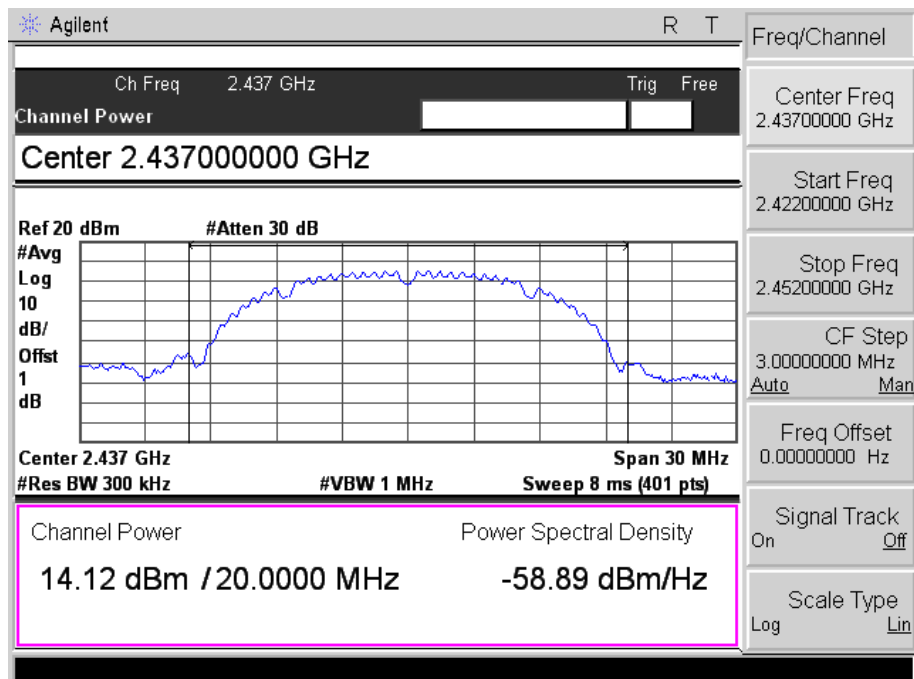 Agilent R T
Ch Freq 2.437 GHz Trig Free
Channel Power
Center 2.437000000 GHz
Ref 20 dBm #Atten 30 dB
#Avg
Log
10
dB/
Offst
1
dB
Center 2.437 GHz Span 30 MHz
#Res BW 300 kHz #VBW 1 MHz Sweep 8 ms (401 pts)
Channel Power Power Spectral Density
14.12 dBm / 20.0000 MHz -58.89 dBm/Hz
Freq/Channel
Center Freq
2.43700000 GHz
Start Freq
2.42200000 GHz
Stop Freq
2.45200000 GHz
CF Step
3.00000000 MHz
Auto Man
Freq Offset
0.00000000 Hz
Signal Track
On Off
Scale Type
Log Lin